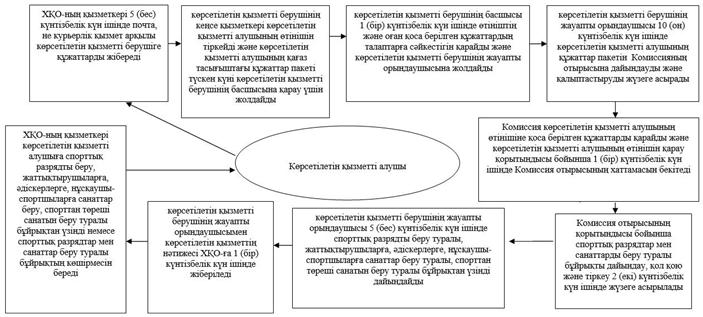 ХҚО-ның қызметкері 5 (бес)
күнтізбелік күн ішінде почта,
не курьерлік қызмет арқылы
көрсетілетін қызметті берушіге
құжаттарды жібереді
көрсетілетін қызметті берушінің
кеңсе қызметкері көрсетілетін
қызметті алушының өтінішін
тіркейді және көрсетілетін
қызметті алушының қағаз
тасығыштағы құжаттар пакеті
түскен күні көрсетілетін қызметті
берушінің басшысына қарау үшін
жолдайды
көрсетілетін қызметті берушінің басшысы
1 (бір) күнтізбелік күн ішінде өтініштің
және оған қоса берілген құжаттардың
талаптарға сәйкестігін қарайды және
көрсетілетін қызметті берушінің жауапты
орындаушысына жолдайды
көрсетілетін қызметті берушінің
жауапты орындаушысы 10 (он)
күнтізбелік күн ішінде
көрсетілетін қызметті алушының
құжаттар пакетін Комиссияның
отырысына дайындауды және
қалыптастыруды жүзеге асырады
Комиссия көрсетілетін қызметті алушының
өтінішіне қоса берілген құжаттарды қарайды және
көрсетілетін қызметті алушының өтінішін қарау
қорытындысы бойынша 1 (бір) күнтізбелік күн
ішінде Комиссия отырысының хаттамасын бекітеді
Комиссия отырысының
қорытындысы бойынша
спорттық разрядтар мен
санаттарды беру туралы
бұйрықты дайындау, қол қою
және тіркеу 2 (екі) күнтізбелік
күн ішінде жүзеге асырылады
көрсетілетін қызметті берушінің жауапты
орындаушысы 5 (бес) күнтізбелік күн ішінде
спорттық разрядты беру туралы,
жаттықтырушыларға, әдіскерлерге, нұсқаушы-
спортшыларға санаттар беру туралы, спорттан
төреші санатын беру туралы бұйрықтан үзінді
дайындайды
көрсетілетін қызметті
берушінің жауапты
орындаушысымен
көрсетілетін қызметтің
нәтижесі ХҚО-ға 1 (бір)
күнтізбелік күн ішінде
жіберіледі
ХҚО-ның қызметкері
көрсетілетін қызметті
алушыға спорттық
разрядты беру,
жаттықтырушыларға,
әдіскерлерге, нұсқаушы-
спортшыларға санаттар
беру, спорттан төреші
санатын беру туралы
бұйрықтан үзінді немесе
спорттық разрядтар мен
санаттар беру туралы
бұйрықтың көшірмесін
береді
Көрсетілетін қызметті алушы